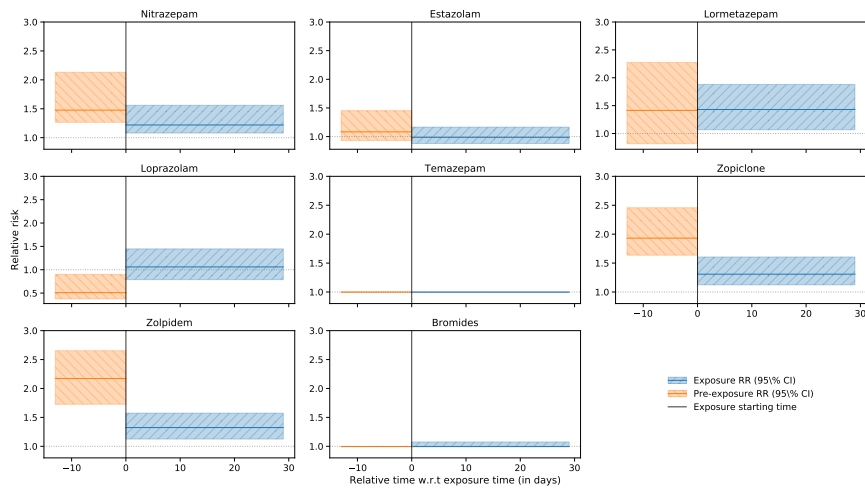 Nitrazepam
3.0
2.5
2.0
1.5
1.0
Estazolam
3.0
2.5
2.0
1.5
1.0
Lormetazepam
3.0
2.5
2.0
1.5
1.0
Loprazolam
3.0
2.5
2.0
1.5
1.0
0.5
Relative risk
Temazepam
3.0
2.5
2.0
1.5
1.0
Zopiclone
3.0
2.5
2.0
1.5
1.0
−10 0 10 20 30
Zolpidem
3.0
2.5
2.0
1.5
1.0
−10 0 10 20 30
Bromides
3.0
2.5
2.0
1.5
1.0
−10 0 10 20 30
Relative time w.r.t exposure time (in days)
Exposure RR (95\% CI)
Pre-exposure RR (95\% CI)
Exposure starting time